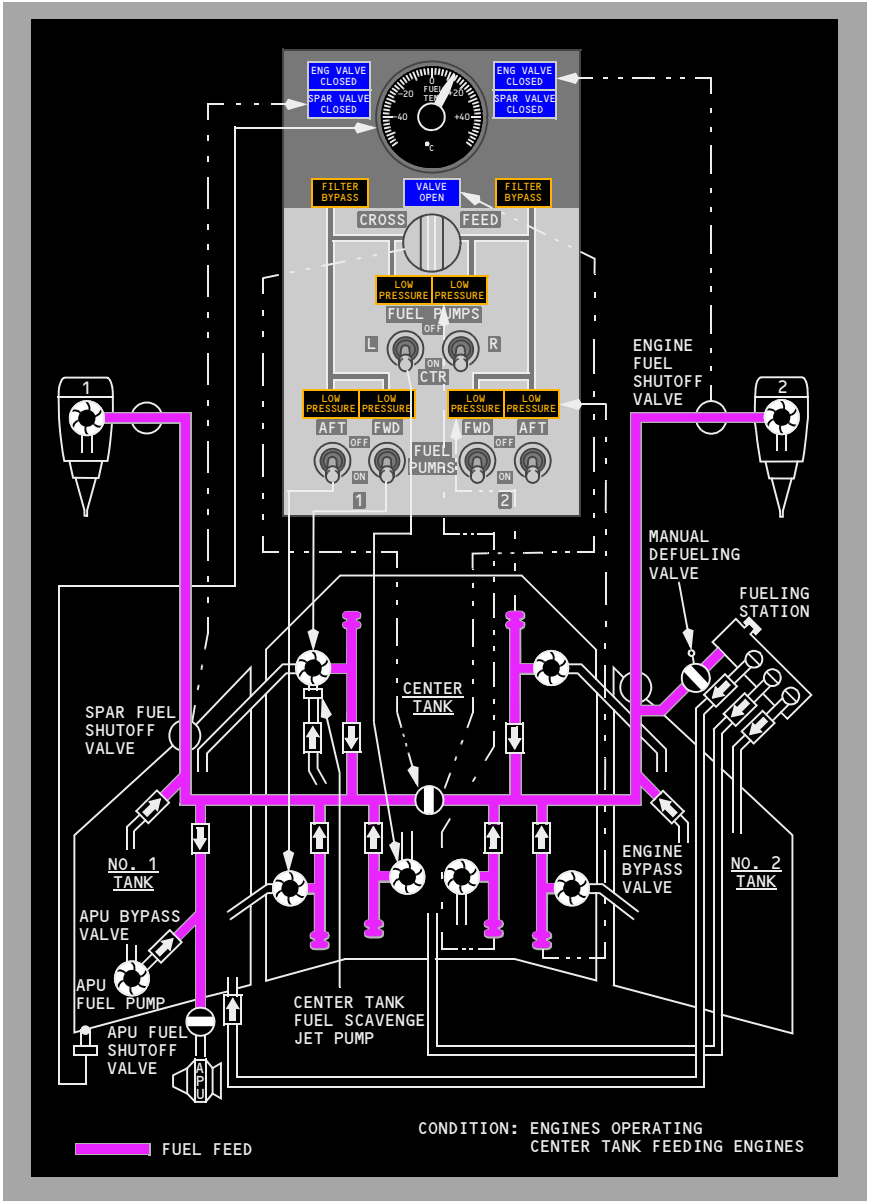 ENG VALVE
CLOSED
SPAR VALVE
CLOSED
0
FUEL
TEMP
-20
+20
-40
+40
°C
ENG VALVE
CLOSED
SPAR VALVE
CLOSED
FILTER
BYPASS
VALVE
OPEN
FILTER
BYPASS
CROSS
FEED
LOW
PRESSURE
LOW
PRESSURE
FUEL PUMPS
OFF
L
R
ON
CTR
LOW
PRESSURE
LOW
PRESSURE
LOW
PRESSURE
LOW
PRESSURE
AFT
FWD
FWD
AFT
OFF
OFF
FUEL
PUMPS
ON
ON
1
2
1
2
ENGINE
FUEL
SHUTOFF
VALVE
MANUAL
DEFUELING
VALVE
FUELING
STATION
CENTER
TANK
SPAR FUEL
SHUTOFF
VALVE
NO. 1
TANK
ENGINE
BYPASS
VALVE
NO. 2
TANK
APU BYPASS
VALVE
APU
FUEL PUMP
CENTER TANK
FUEL SCAVENGE
JET PUMP
APU FUEL
SHUTOFF
VALVE
APU
FUEL FEED
CONDITION: ENGINES OPERATING
CENTER TANK FEEDING ENGINES